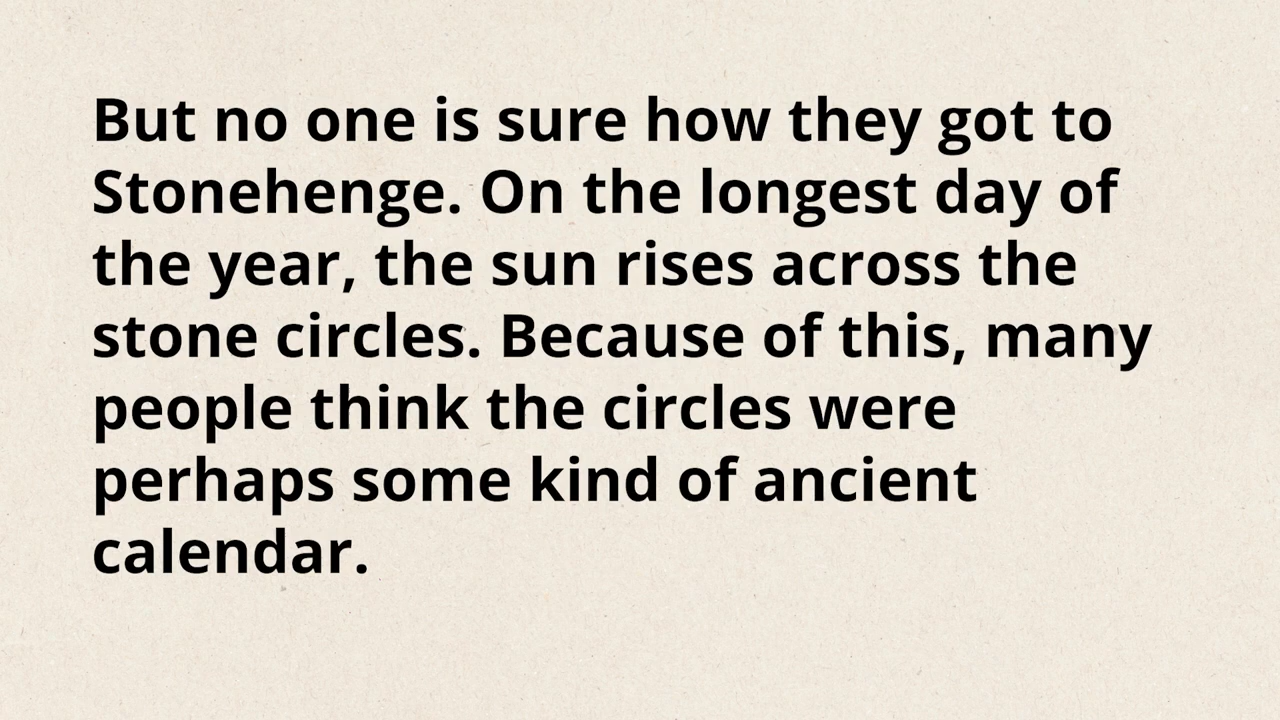 But no one is sure how they got to
Stonehenge. On the longest day of
the year, the sun rises across the
stone circles. Because of this, many
people think the circles were
perhaps some kind of ancient
calendar.